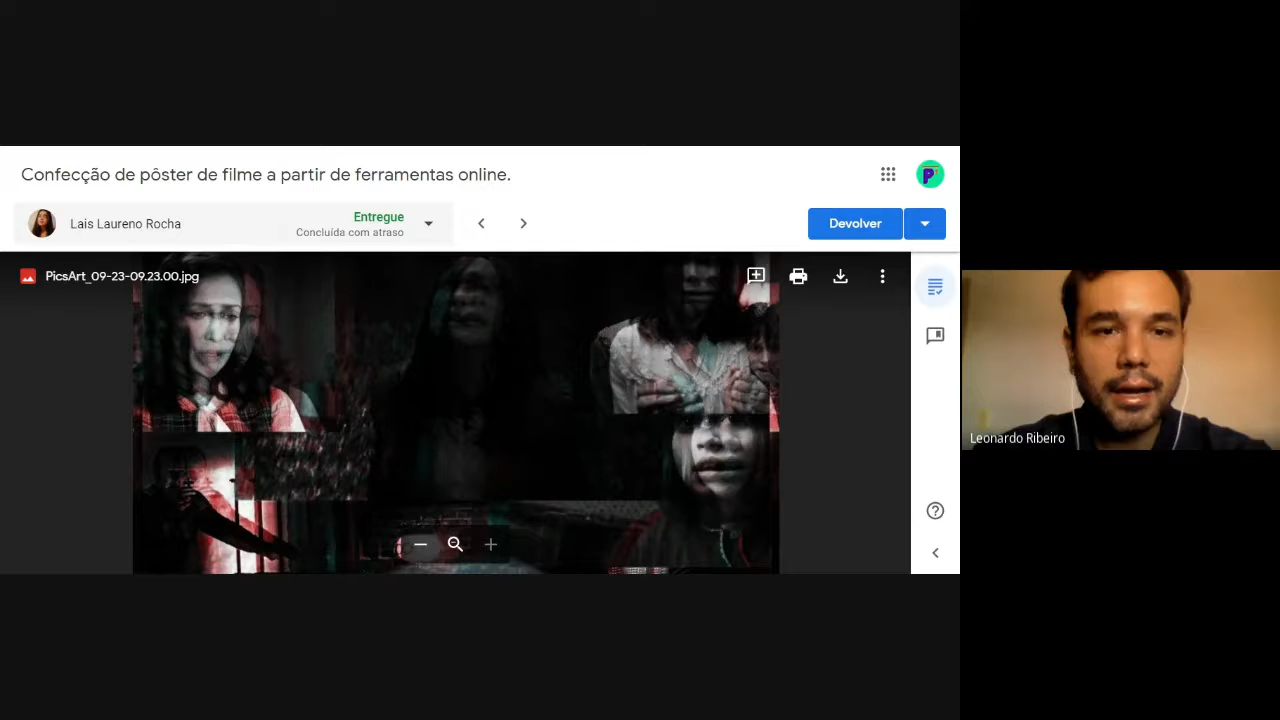 Confecção de pôster de filme a partir de ferramentas online.
Lais Laureno Rocha
Entregue
Concluída com atraso
Devolver
PicsArt_09-23-09.23.00.jpg
Leonardo Ribeiro